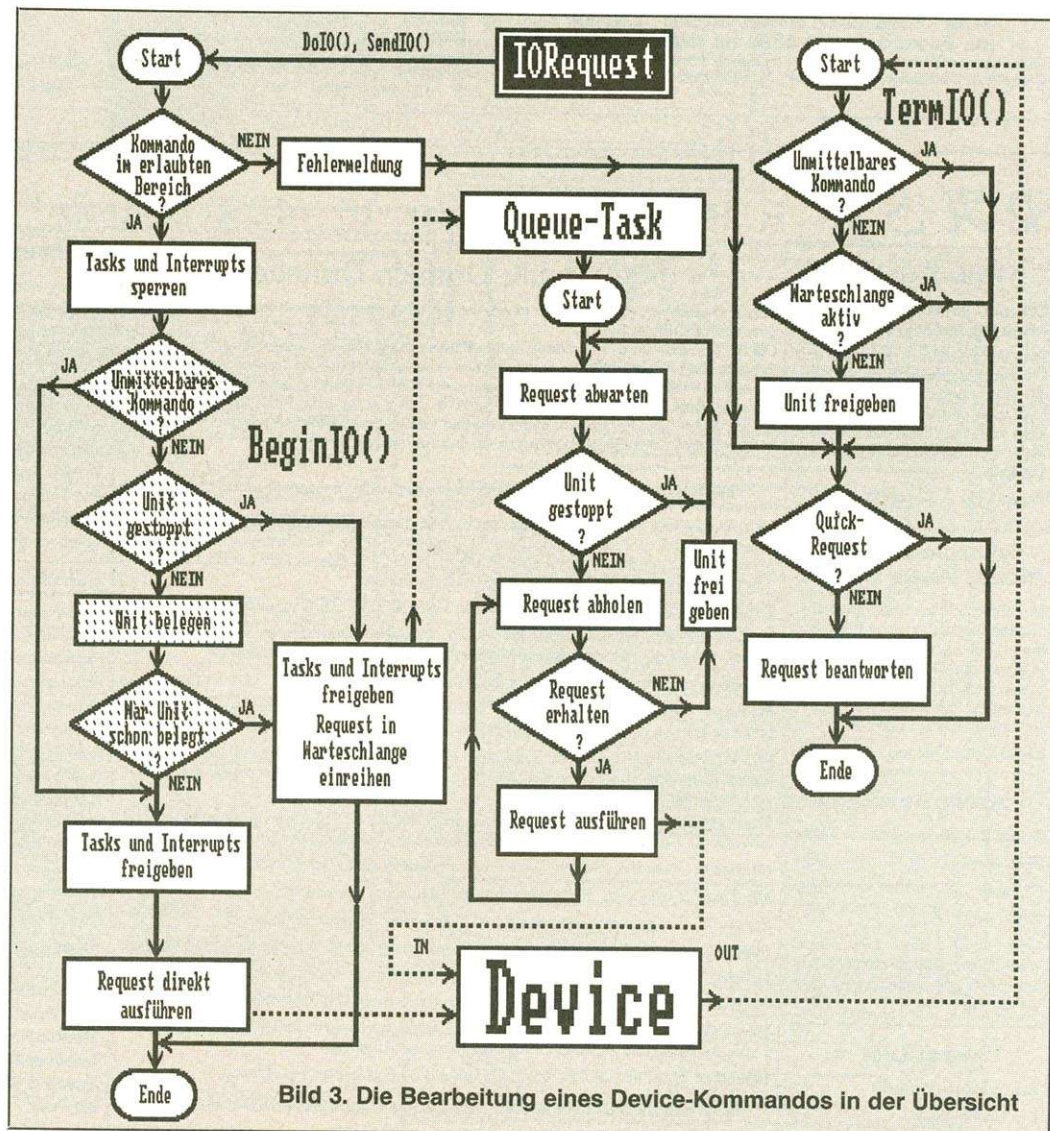 DoIO(), SendIO()
IORequest
Start
Kommando
im erlaubten
Bereich
?
NEIN
JA
Fehlermeldung
Tasks und Interrupts
sperren
JA
Unmittelbares
Kommando
?
NEIN
BeginIO()
Unit
gestoppt
?
JA
NEIN
Unit belegen
War Unit
schon belegt
?
JA
NEIN
Tasks und Interrupts
freigeben
Request in
Warteschlange
einreihen
Tasks und Interrupts
freigeben
Request direkt
ausführen
Ende
Queue-Task
Start
Request abwarten
Unit
gestoppt
?
JA
NEIN
Unit
frei
geben
Request abholen
Request
erhalten
?
NEIN
JA
Request ausführen
IN
Device
OUT
Start
TermIO()
Unmittelbares
Kommando
?
JA
NEIN
Warteschlange
aktiv
?
JA
NEIN
Unit freigeben
Quick-
Request
?
JA
NEIN
Request beantworten
Ende
Bild 3. Die Bearbeitung eines Device-Kommandos in der Übersicht